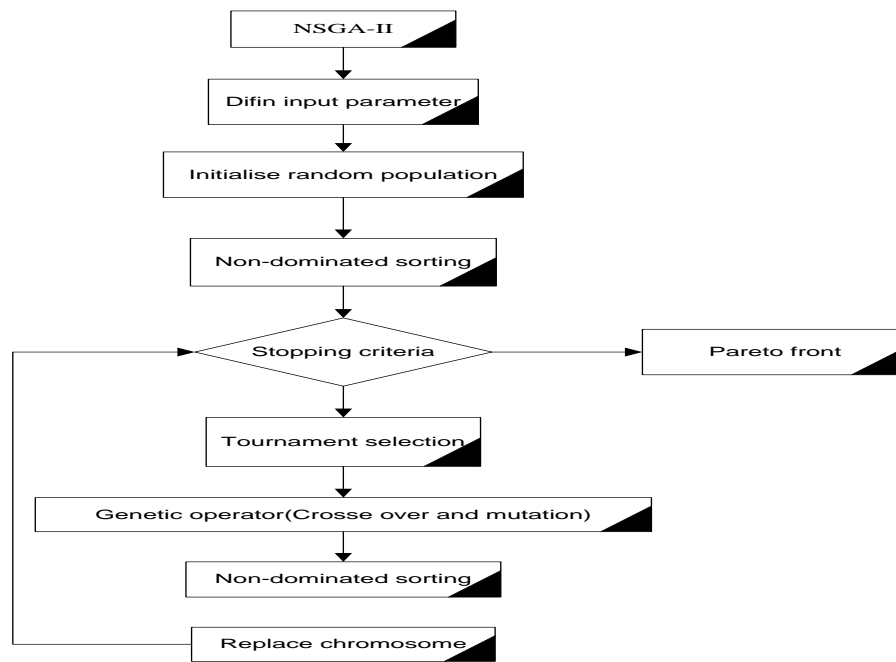 NSGA-II
Difin input parameter
Initialise random population
Non-dominated sorting
Stopping criteria
Pareto front
Tournament selection
Genetic operator(Crosse over and mutation)
Non-dominated sorting
Replace chromosome